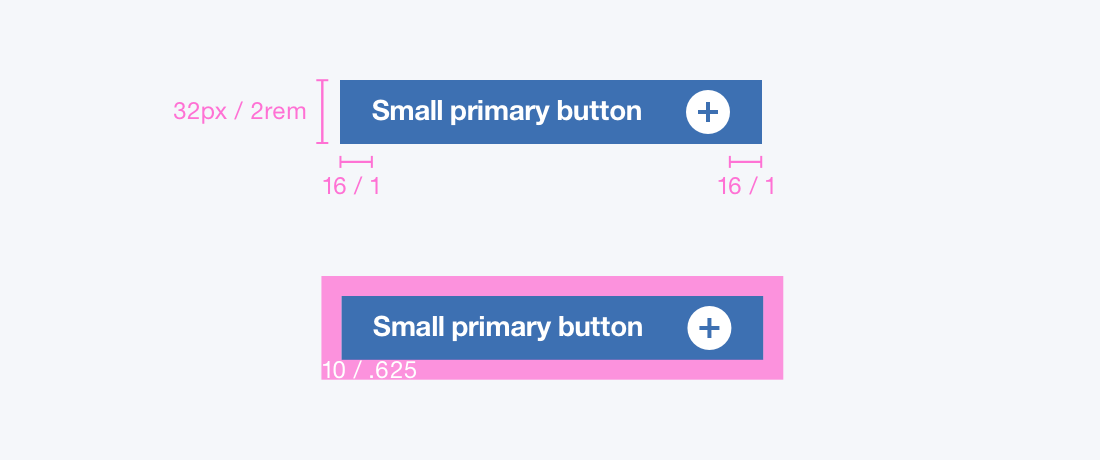 32px / 2rem
Small primary button
16 / 1
16 / 1
Small primary button
10 / .625